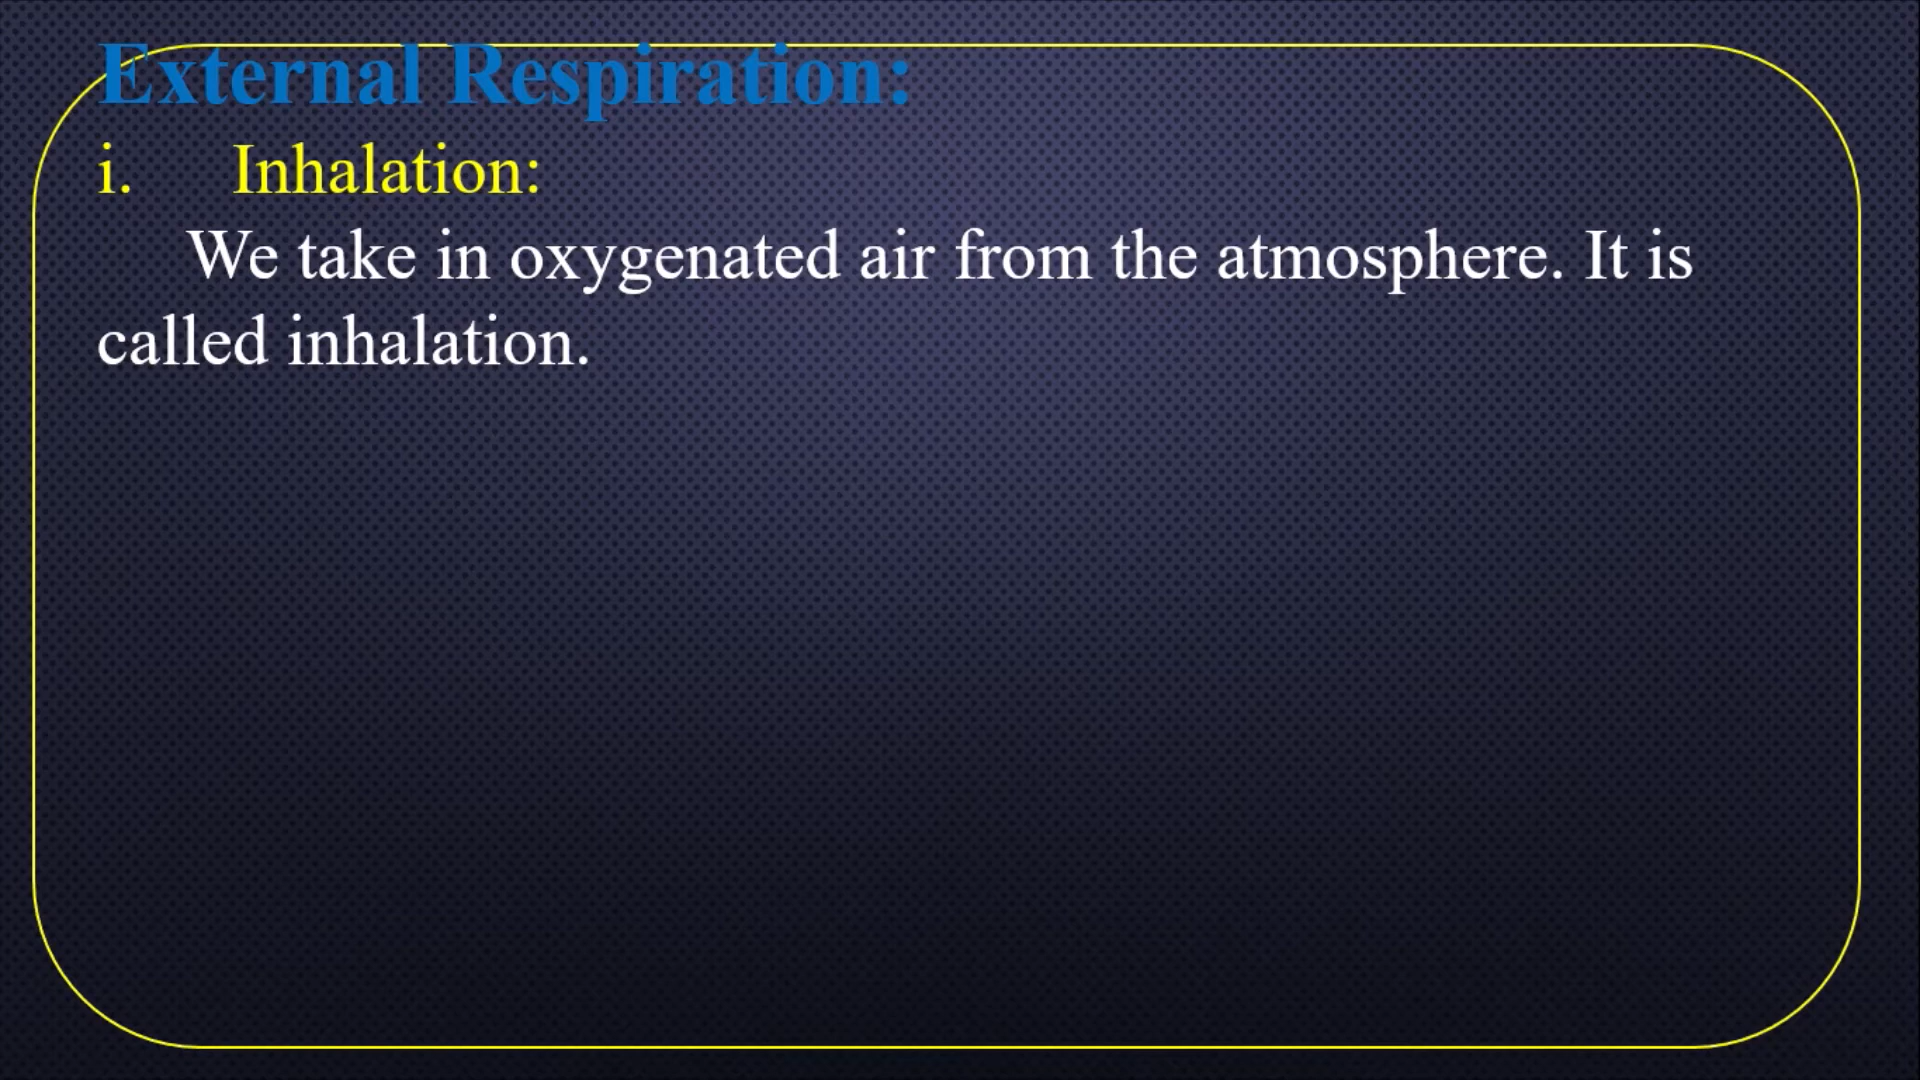 External Respiration:
i. Inhalation:
We take in oxygenated air from the atmosphere. It is
called inhalation.